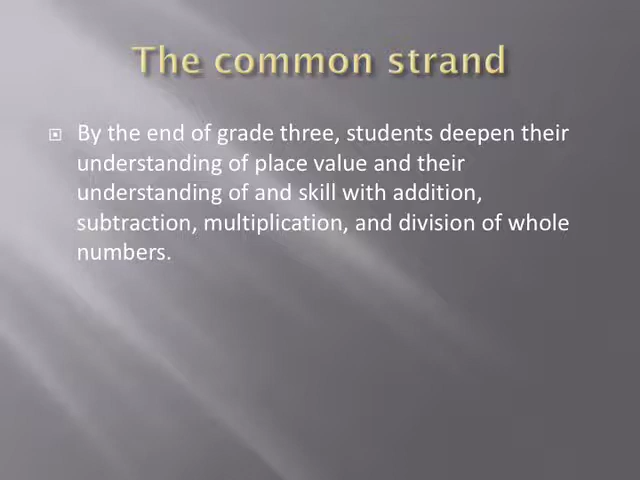 The common strand
By the end of grade three, students deepen their
understanding of place value and their
understanding of and skill with addition,
subtraction, multiplication, and division of whole
numbers.